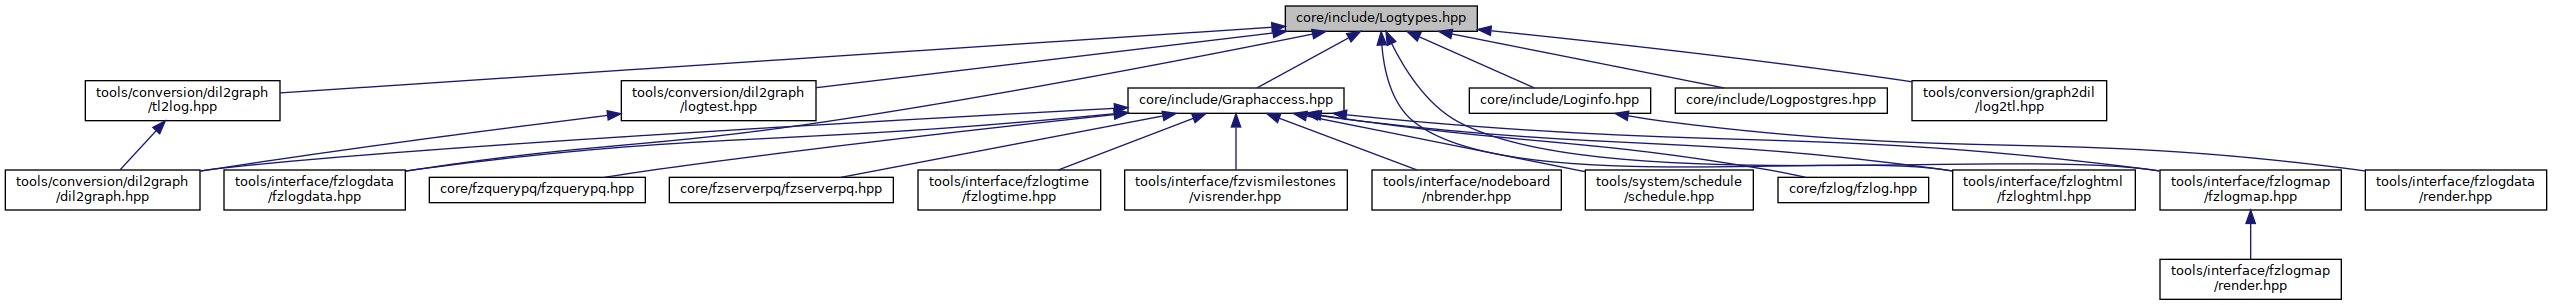 core/include/Logtypes.hpp
tools/conversion/dil2graph
/tl2log.hpp
tools/conversion/dil2graph
/logtest.hpp
core/include/Graphaccess.hpp
core/include/Loginfo.hpp
core/include/Logpostgres.hpp
tools/conversion/graph2dil
/log2tl.hpp
tools/conversion/dil2graph
/dil2graph.hpp
tools/interface/fzlogdata
/fzlogdata.hpp
core/fzquerypq/fzquerypq.hpp
core/fzserverpq/fzserverpq.hpp
tools/interface/fzlogtime
/fzlogtime.hpp
tools/interface/fzvismilestones
/visrender.hpp
tools/interface/nodeboard
/nbrender.hpp
tools/system/schedule
/schedule.hpp
core/fzlog/fzlog.hpp
tools/interface/fzloghtml
/fzloghtml.hpp
tools/interface/fzlogmap
/fzlogmap.hpp
tools/interface/fzlogdata
/render.hpp
tools/interface/fzlogmap
/render.hpp